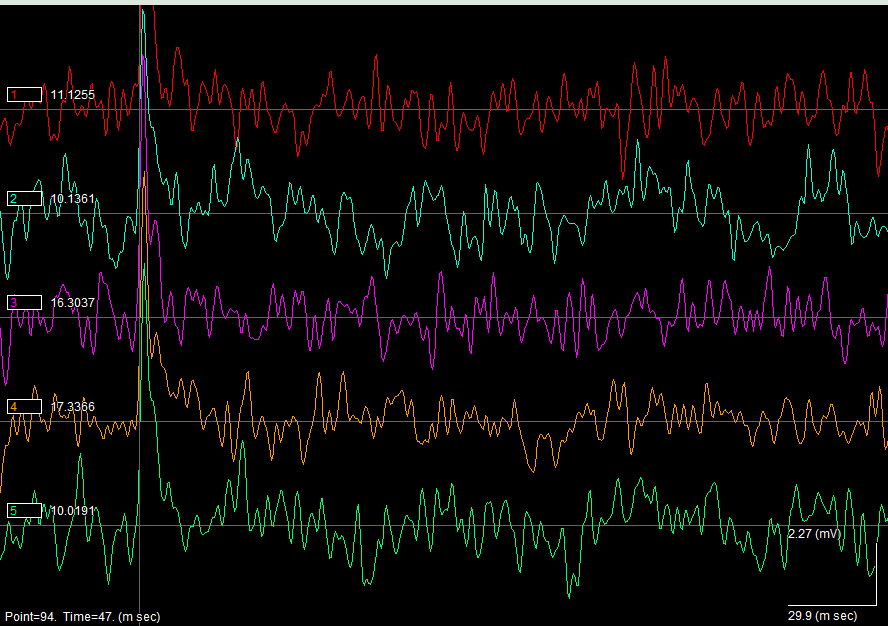 1 11.1255
2 10.1361
3 16.3037
4 17.3366
5 10.0191
2.27 (mV)
Point=94. Time=47. (m sec)
29.9 (m sec)